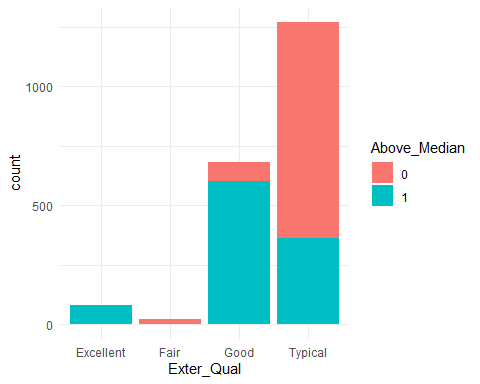 1000
500
0
count
Excellent
Fair
Good
Typical
Exter_Qual
Above_Median
0
1